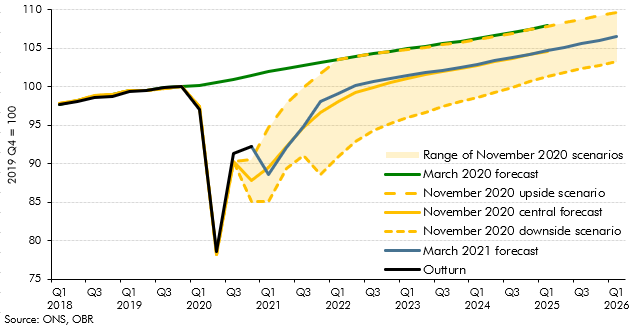 110
105
100
95
90
85
80
75
2019 Q4 = 100
Range of November 2020 scenarios
March 2020 forecast
November 2020 upside scenario
November 2020 central forecast
November 2020 downside scenario
March 2021 forecast
Outturn
Q1 Q3 Q1 Q3 Q1 Q3 Q1 Q3 Q1 Q3 Q1 Q3 Q1 Q3 Q1 Q3 Q1
2018 2019 2020 2021 2022 2023 2024 2025 2026
Source: ONS, OBR